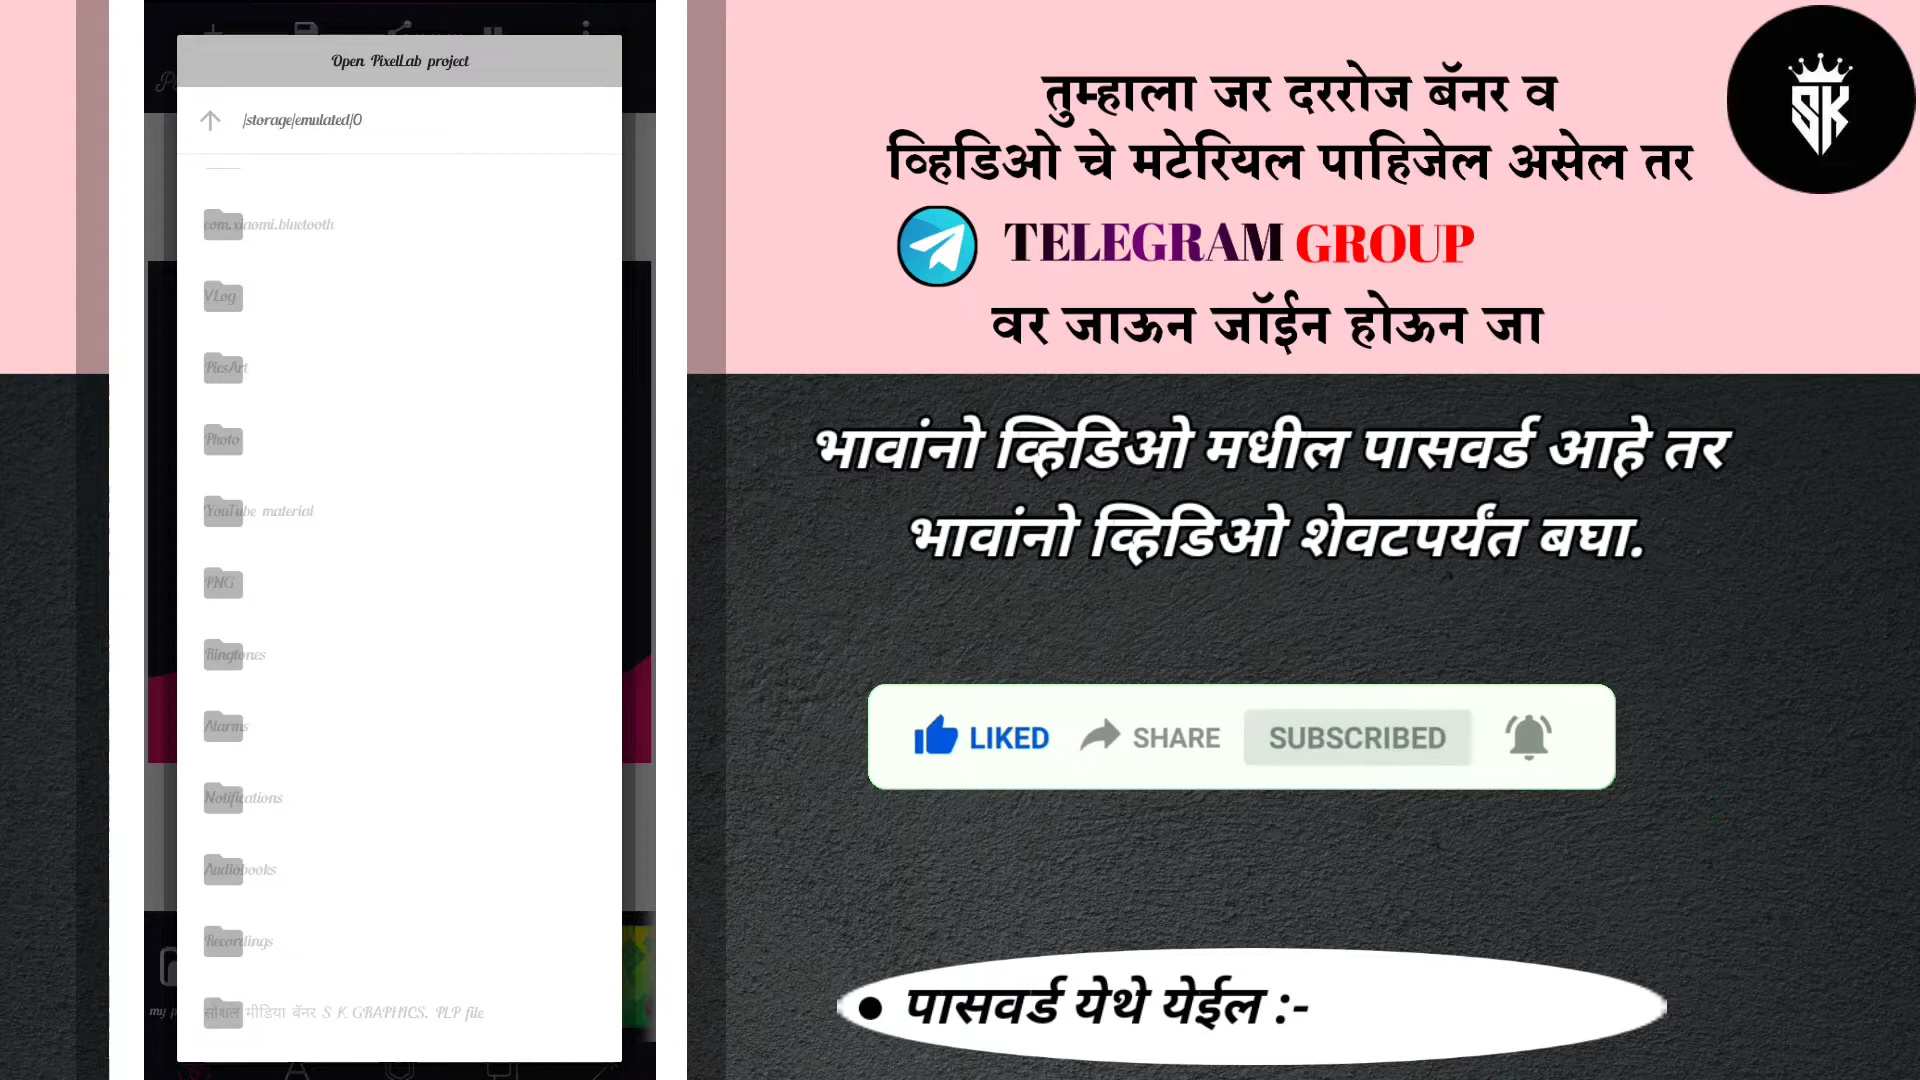 Open PixelLab project
/storage/emulated/0
com.xiaomi.bluetooth
VLog
PicsArt
Photo
YouTube material
PNG
Ringtones
Alarms
Notifications
Audiobooks
Recordings
सोशल मीडिया बॅनर S K GRAPHICS. PLP file
my p
तुम्हाला जर दररोज बॅनर व
व्हिडिओ चे मटेरियल पाहिजेल असेल तर
TELEGRAM GROUP
वर जाऊन जॉईन होऊन जा
SK
भावांनो व्हिडिओ मधील पासवर्ड आहे तर
भावांनो व्हिडिओ शेवटपर्यंत बघा.
LIKED SHARE SUBSCRIBED
• पासवर्ड येथे येईल :-